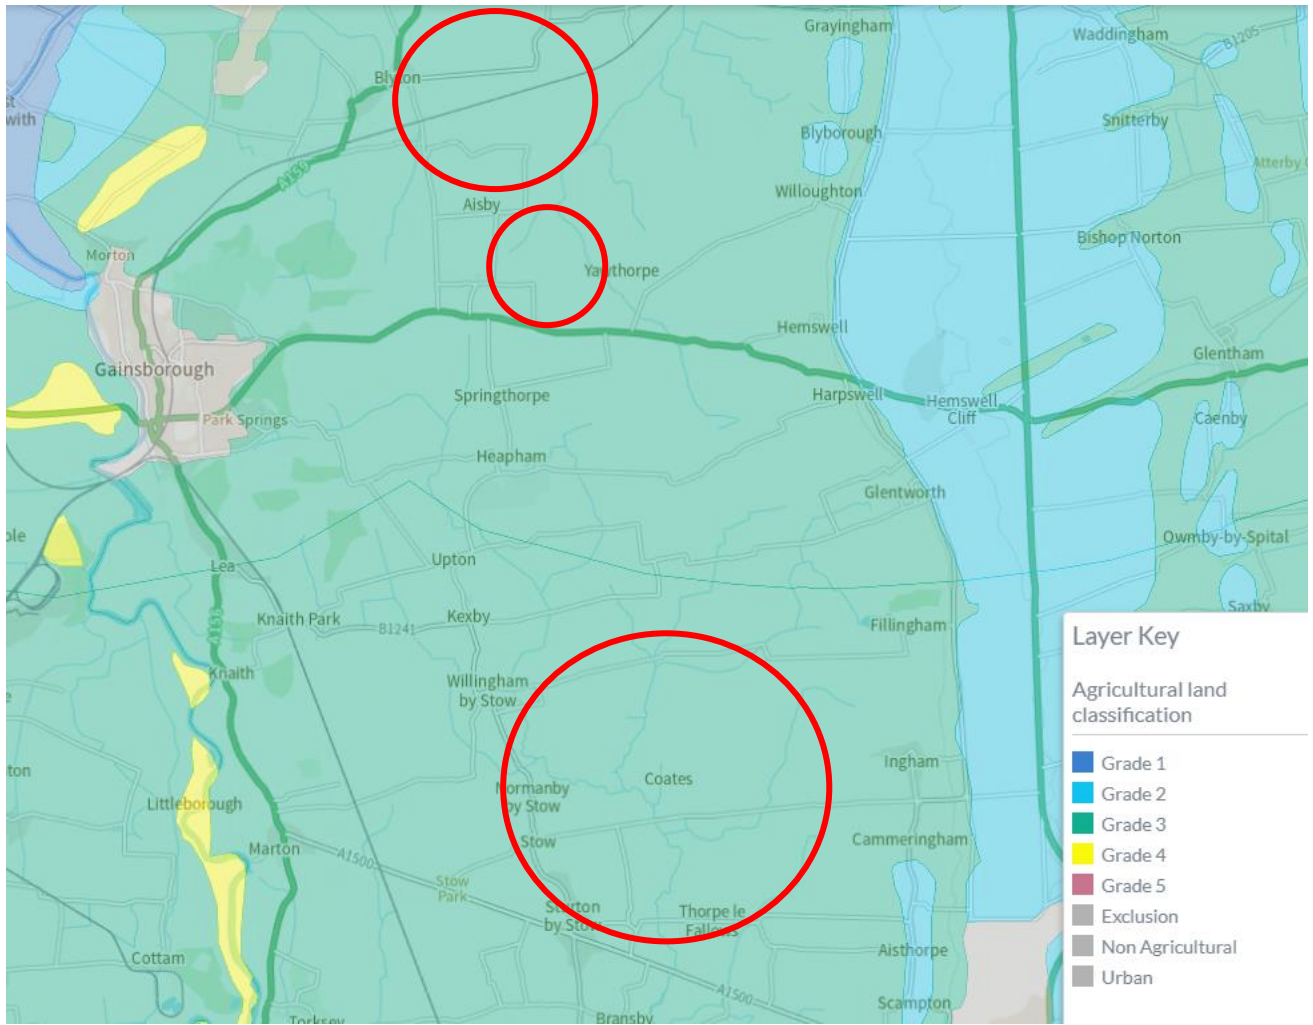 Grayingham
Waddingham
B1205
Blyton
Snitterby
Blyborough
Willoughton
A159
Aisby
Bishop Norton
Morton
Yawthorpe
Hemswell
Glentham
Gainsborough
Springthorpe
Harpswell
Hemswell
Cliff
Park Springs
Caenby
Heapham
Glentworth
Owmby-by-Spital
Upton
Lea
Saxby
Knaith Park
Kexby
B1241
Fillingham
Layer Key
Knaith
Willingham
by Stow
Agricultural land
classification
Grade 1
Ingham
Coates
Normanby
by Stow
Grade 2
Littleborough
Grade 3
Stow
Cammeringham
Marton
A1500
Grade 4
Stow
Park
Grade 5
Sturton
by Stow
Thorpe le
Fallows
Exclusion
Non Agricultural
Aisthorpe
Cottam
Urban
A1500
Scampton
Torksey
Bransby